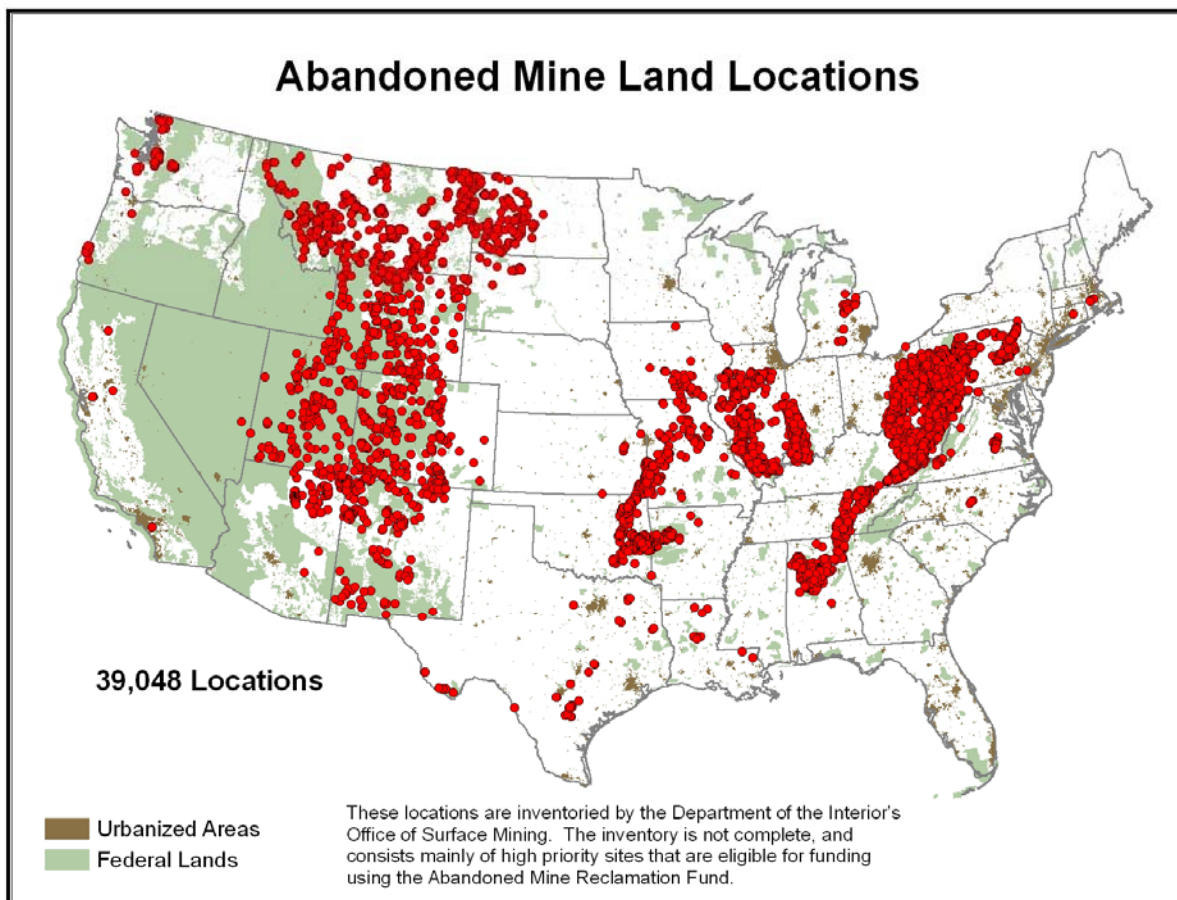 Abandoned Mine Land Locations
39,048 Locations
Urbanized Areas
Federal Lands
These locations are inventoried by the Department of the Interior's
Office of Surface Mining. The inventory is not complete, and
consists mainly of high priority sites that are eligible for funding
using the Abandoned Mine Reclamation Fund.